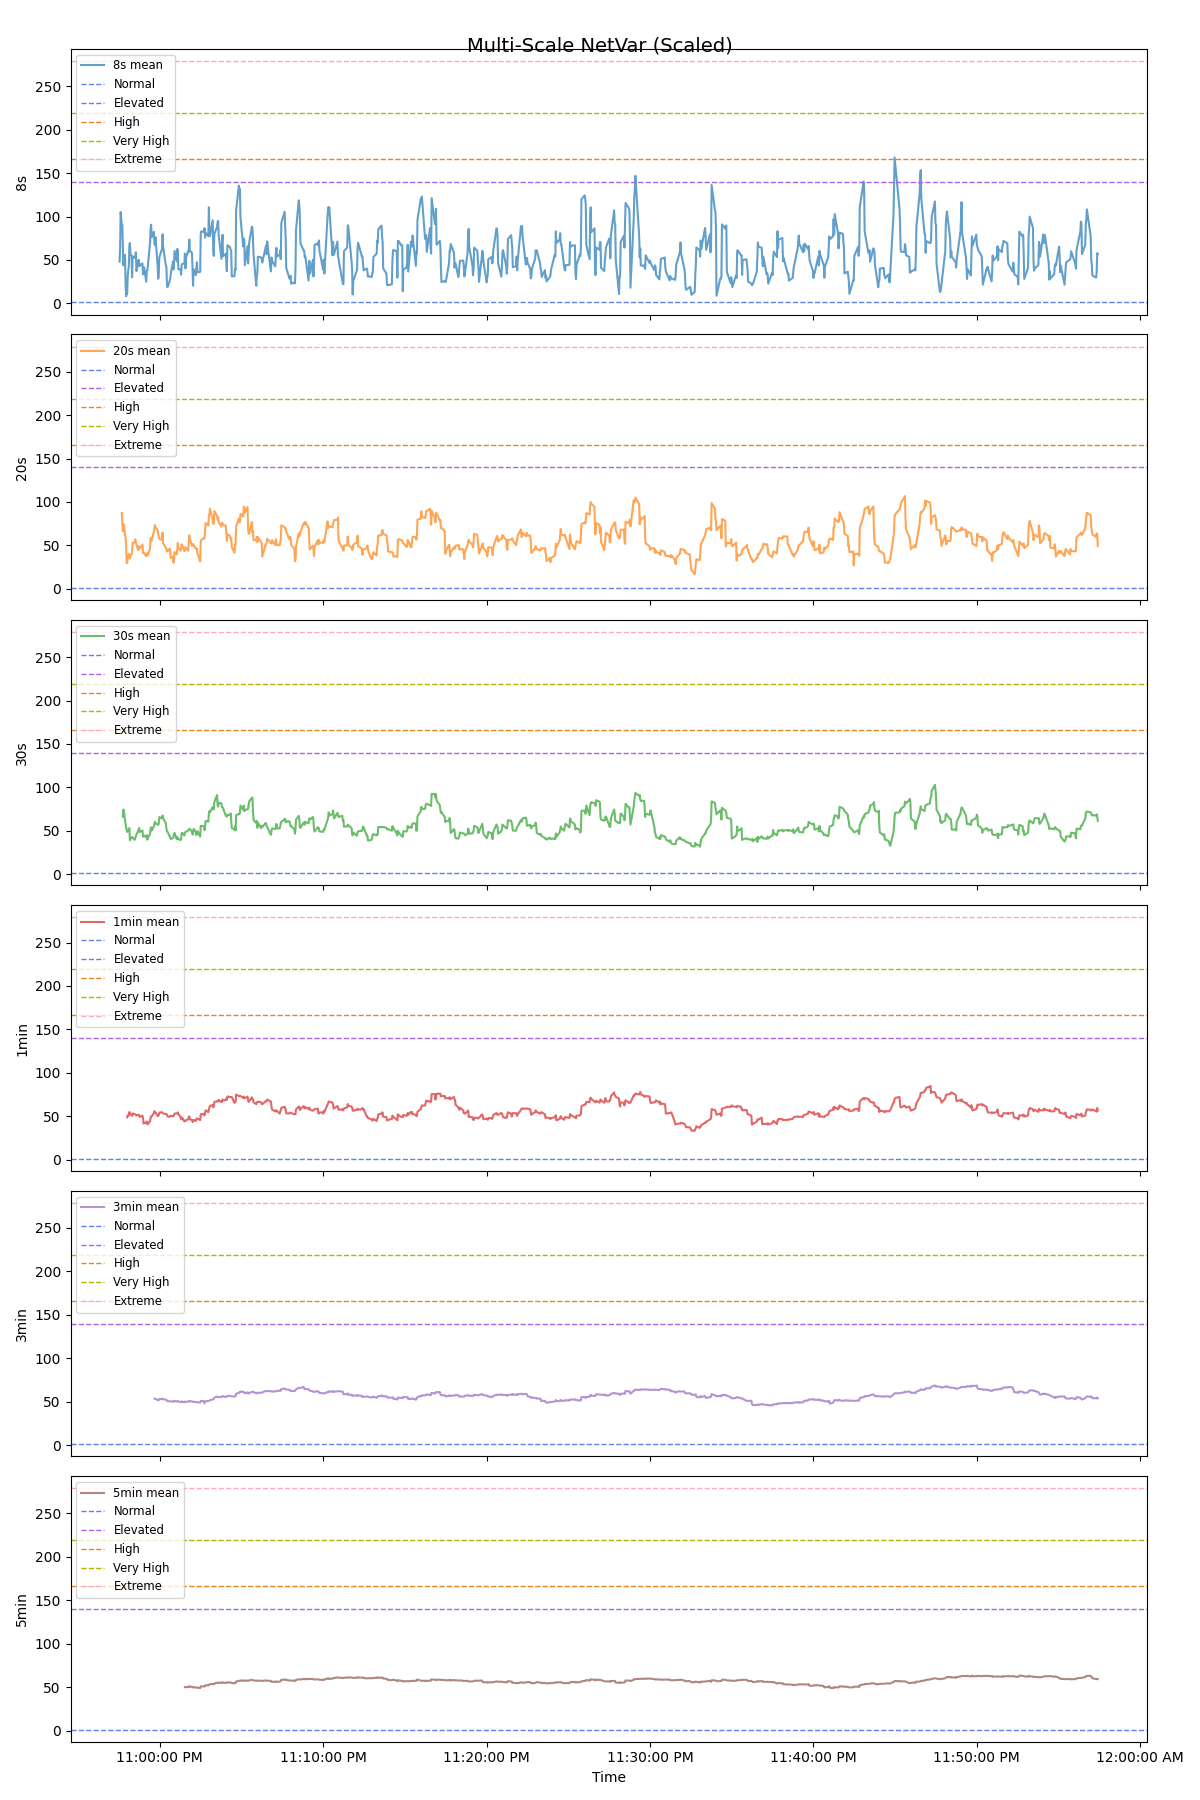 Multi-Scale NetVar (Scaled)
8s mean
Normal
Elevated
High
Very High
Extreme
250
200
150
100
50
0
8s
20s mean
Normal
Elevated
High
Very High
Extreme
250
200
150
100
50
0
20s
30s mean
Normal
Elevated
High
Very High
Extreme
250
200
150
100
50
0
30s
1min mean
Normal
Elevated
High
Very High
Extreme
250
200
150
100
50
0
1min
3min mean
Normal
Elevated
High
Very High
Extreme
250
200
150
100
50
0
3min
5min mean
Normal
Elevated
High
Very High
Extreme
250
200
150
100
50
0
5min
11:00:00 PM 11:10:00 PM 11:20:00 PM 11:30:00 PM 11:40:00 PM 11:50:00 PM 12:00:00 AM
Time